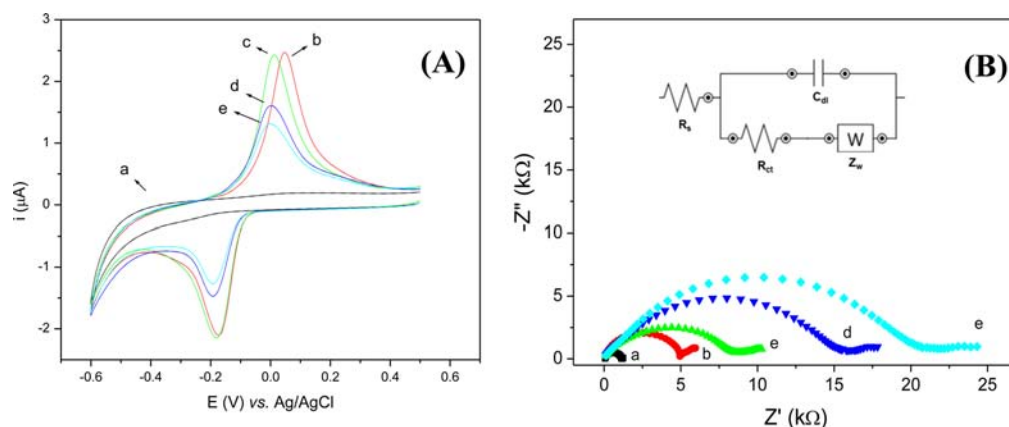 (A)
c
b
d
e
a
3
2
1
0
-1
-2
i (µA)
-0.6
-0.4
-0.2
0.0
0.2
0.4
0.6
E (V) vs. Ag/AgCl
(B)
25
20
15
10
5
0
-Z" (kΩ)
Cdl
Rs
Rct
W
Zw
a
b
e
d
e
0
5
10
15
20
25
Z' (kΩ)